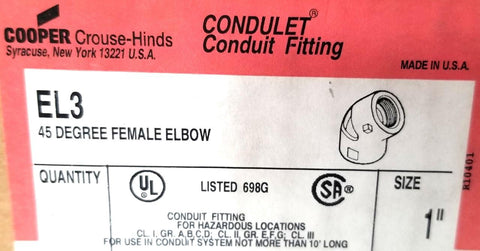 COOPER Crouse-Hinds
Syracuse, New York 13221 U.S.A.
CONDULET®
Conduit Fitting
MADE IN U.S.A.
EL3
45 DEGREE FEMALE ELBOW
QUANTITY
UL
LISTED 698G
SA
SIZE
1"
R10401
CONDUIT FITTING
FOR HAZARDOUS LOCATIONS
CL. I, GR. A,B,C,D; CL. II, GR. E,F,G; CL. III
FOR USE IN CONDUIT SYSTEM NOT MORE THAN 10' LONG